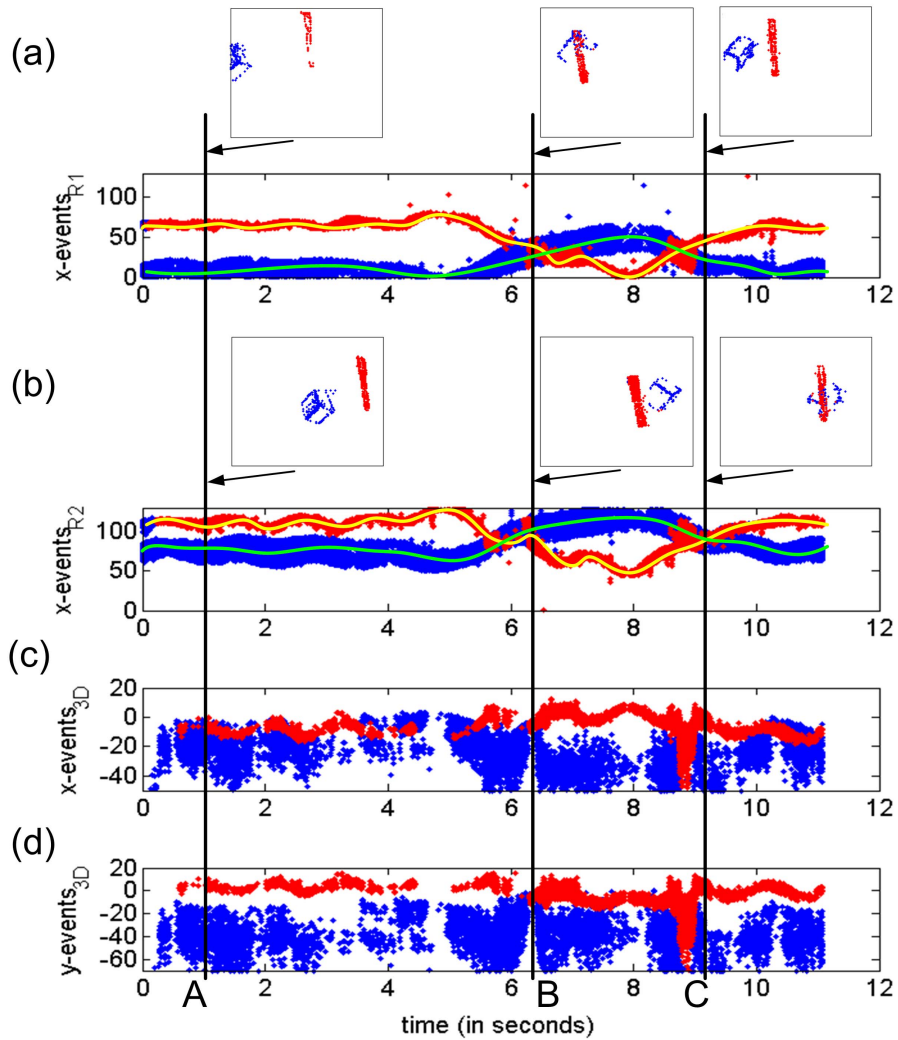 (a)
x-events_R1
100
50
0
0 2 4 6 8 10 12
(b)
x-events_R2
100
50
0
0 2 4 6 8 10 12
(c)
x-events_3D
20
0
-20
-40
0 2 4 6 8 10 12
(d)
y-events_3D
20
0
-20
-40
-60
0 2 4 6 8 10 12
A B C
time (in seconds)